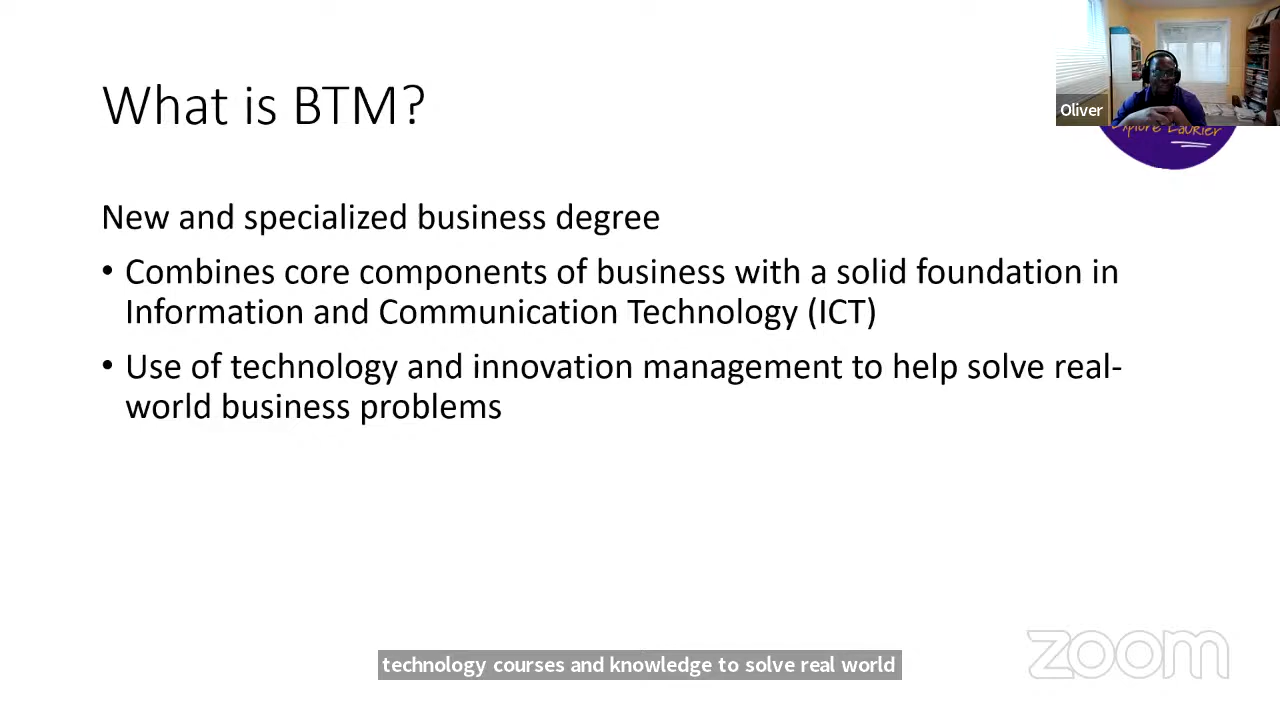 What is BTM?
Oliver
Explore Laurier
New and specialized business degree
• Combines core components of business with a solid foundation in
Information and Communication Technology (ICT)
• Use of technology and innovation management to help solve real-
world business problems
technology courses and knowledge to solve real world
zoom